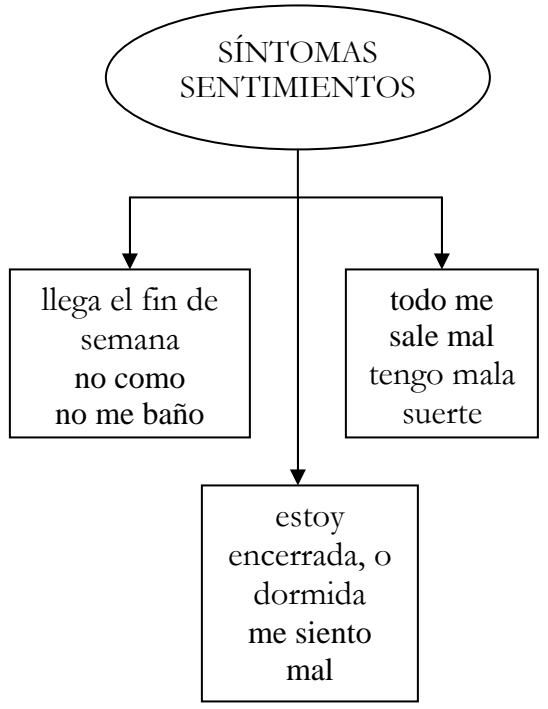 SÍNTOMAS
SENTIMIENTOS
llega el fin de
semana
no como
no me baño
todo me
sale mal
tengo mala
suerte
estoy
encerrada, o
dormida
me siento
mal